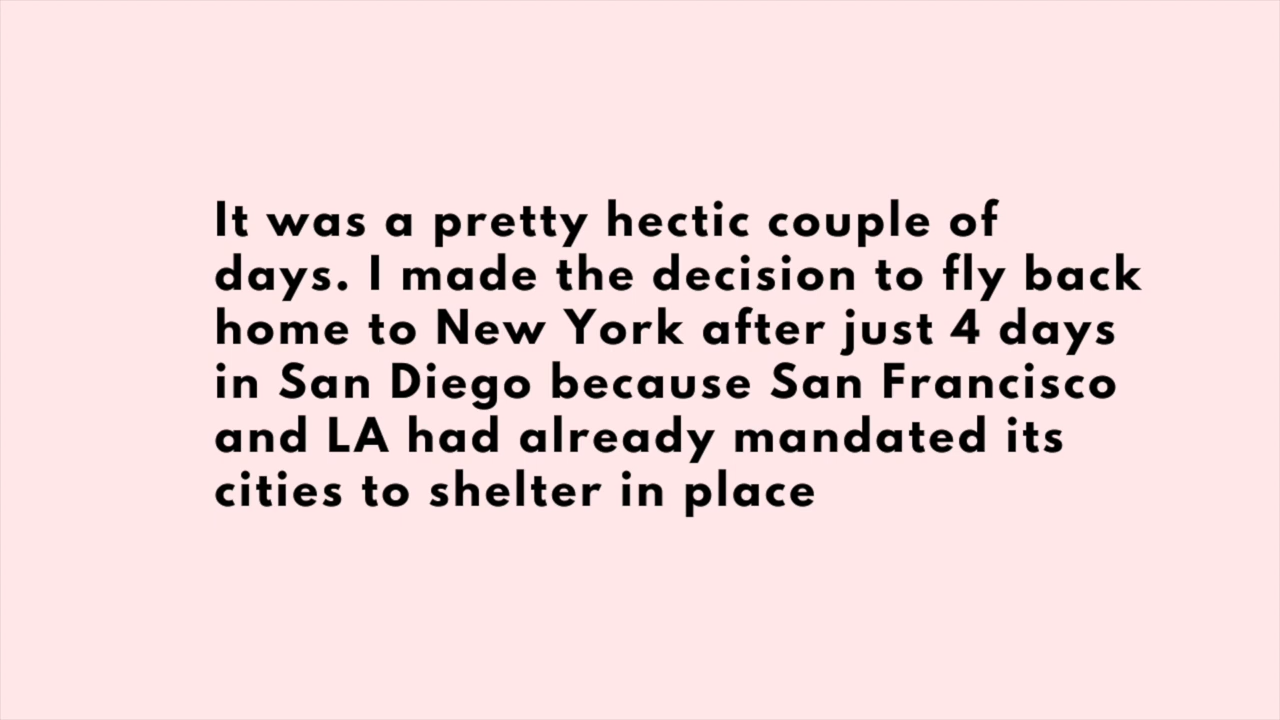 It was a pretty hectic couple of
days. I made the decision to fly back
home to New York after just 4 days
in San Diego because San Francisco
and LA had already mandated its
cities to shelter in place